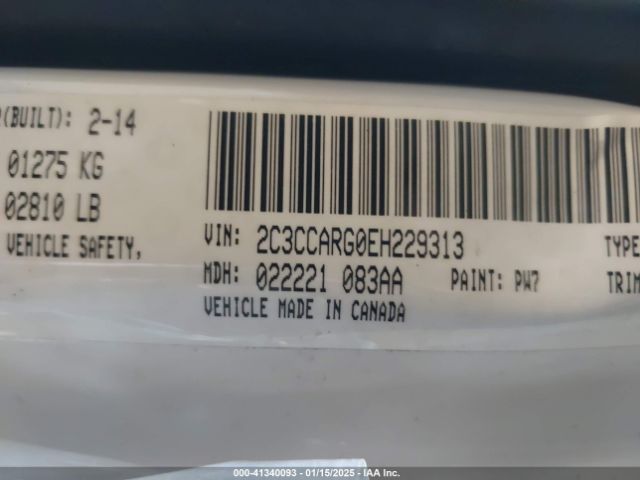 (BUILT): 2-14
01275 KG
02810 LB
VEHICLE SAFETY,
VIN: 2C3CCARG0EH229313
TYPE
MDH: 022221 083AA
PAINT: PW7
TRIM
VEHICLE MADE IN CANADA
000-41340093 - 01/15/2025 - IAA Corp.